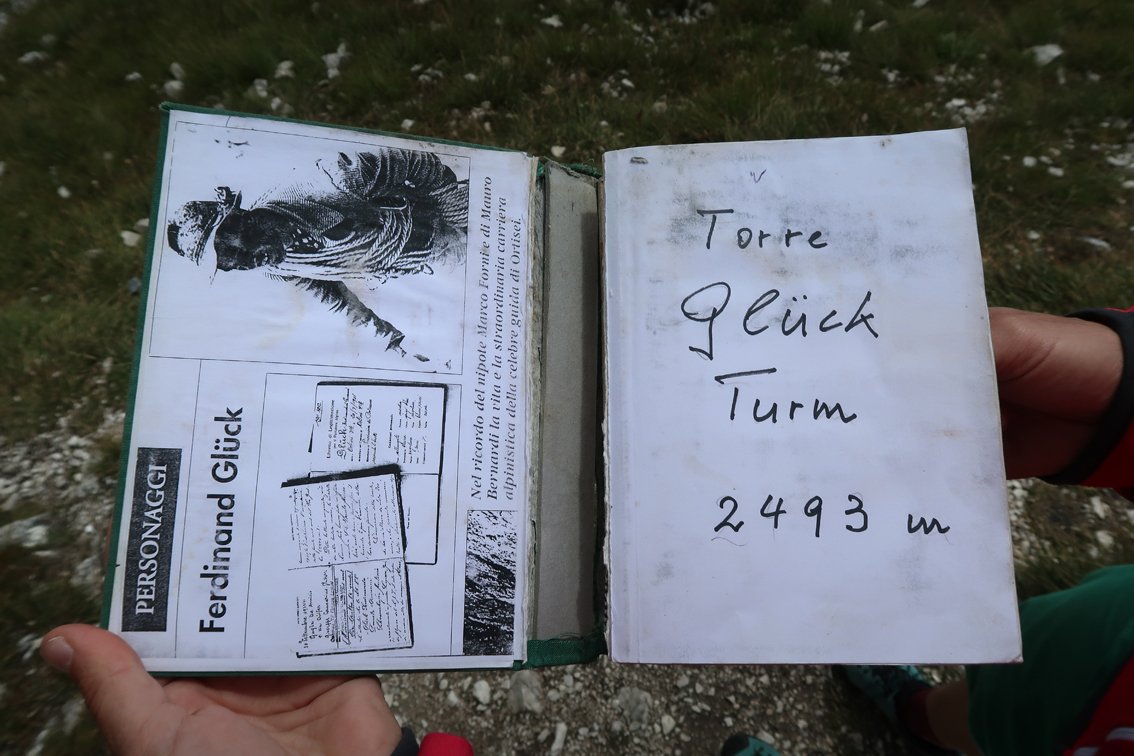 PERSONAGGI
Ferdinand Glück
Nel ricordo del nipote Marco Forni e di Mauro
Bernardi la vita e la straordinaria carriera
alpinistica della celebre guida di Ortisei.
Torre
Glück
Turm
2493 m